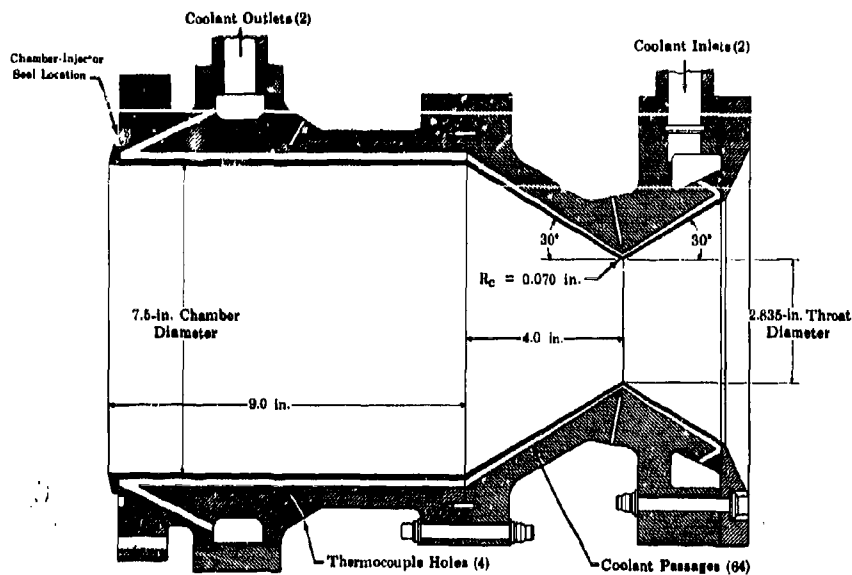 Coolant Outlets (2)
Chamber-Injector
Seal Location
Coolant Inlets (2)
30°
30°
Rc = 0.070 in.
7.5-in. Chamber
Diameter
2.835-in. Throat
Diameter
4.0 in.
9.0 in.
Thermocouple Holes (4)
Coolant Passages (64)